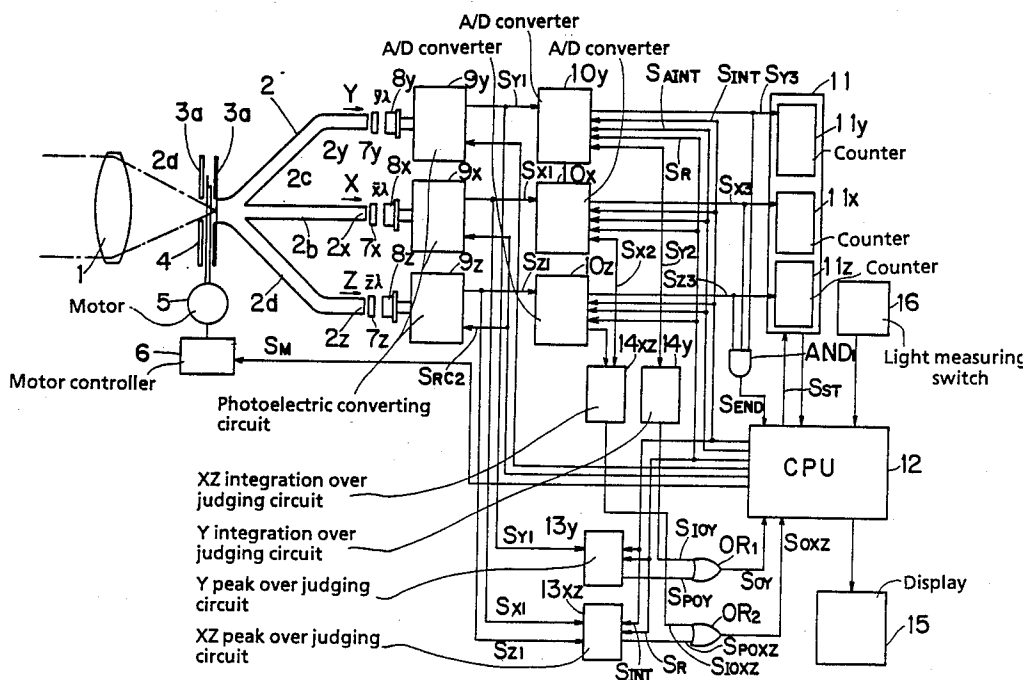 A/D converter
A/D converter
A/D converter
2
3a
3a
2d
Y
ȳλ
8y
9y
SY1
10y
SAINT
SINT
SY3
11
11y
Counter
2y
7y
2c
X
x̄λ
8x
9x
SX1
10x
SR
SX3
11x
Counter
1
4
2b
2x
7x
8z
9z
SZ1
10z
SX2
SY2
SZ3
11z
Counter
5
Motor
2d
Z
z̄λ
2z
7z
16
Light measuring
switch
6
Motor controller
SM
SRC2
14xz
14y
AND
SEND
SST
Photoelectric converting
circuit
CPU
12
XZ integration over
judging circuit
Y integration over
judging circuit
SY1
13y
SIOY
OR1
SOY
SOXZ
SPOY
Y peak over judging
circuit
13xz
SX1
OR2
Display
15
XZ peak over judging
circuit
SZ1
SINT
SR
SPOXZ
SIOXZ